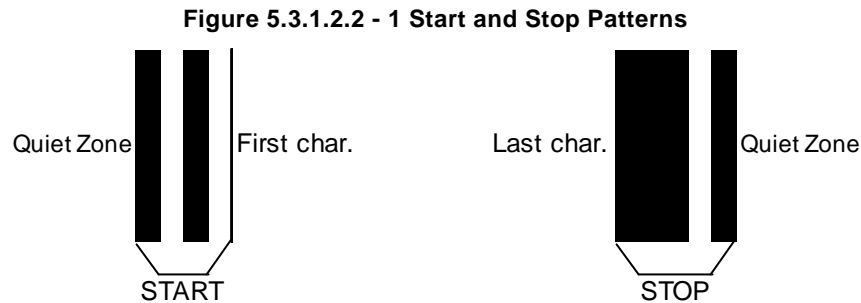 Figure 5.3.1.2.2 - 1 Start and Stop Patterns
Quiet Zone First char. Last char. Quiet Zone
START STOP